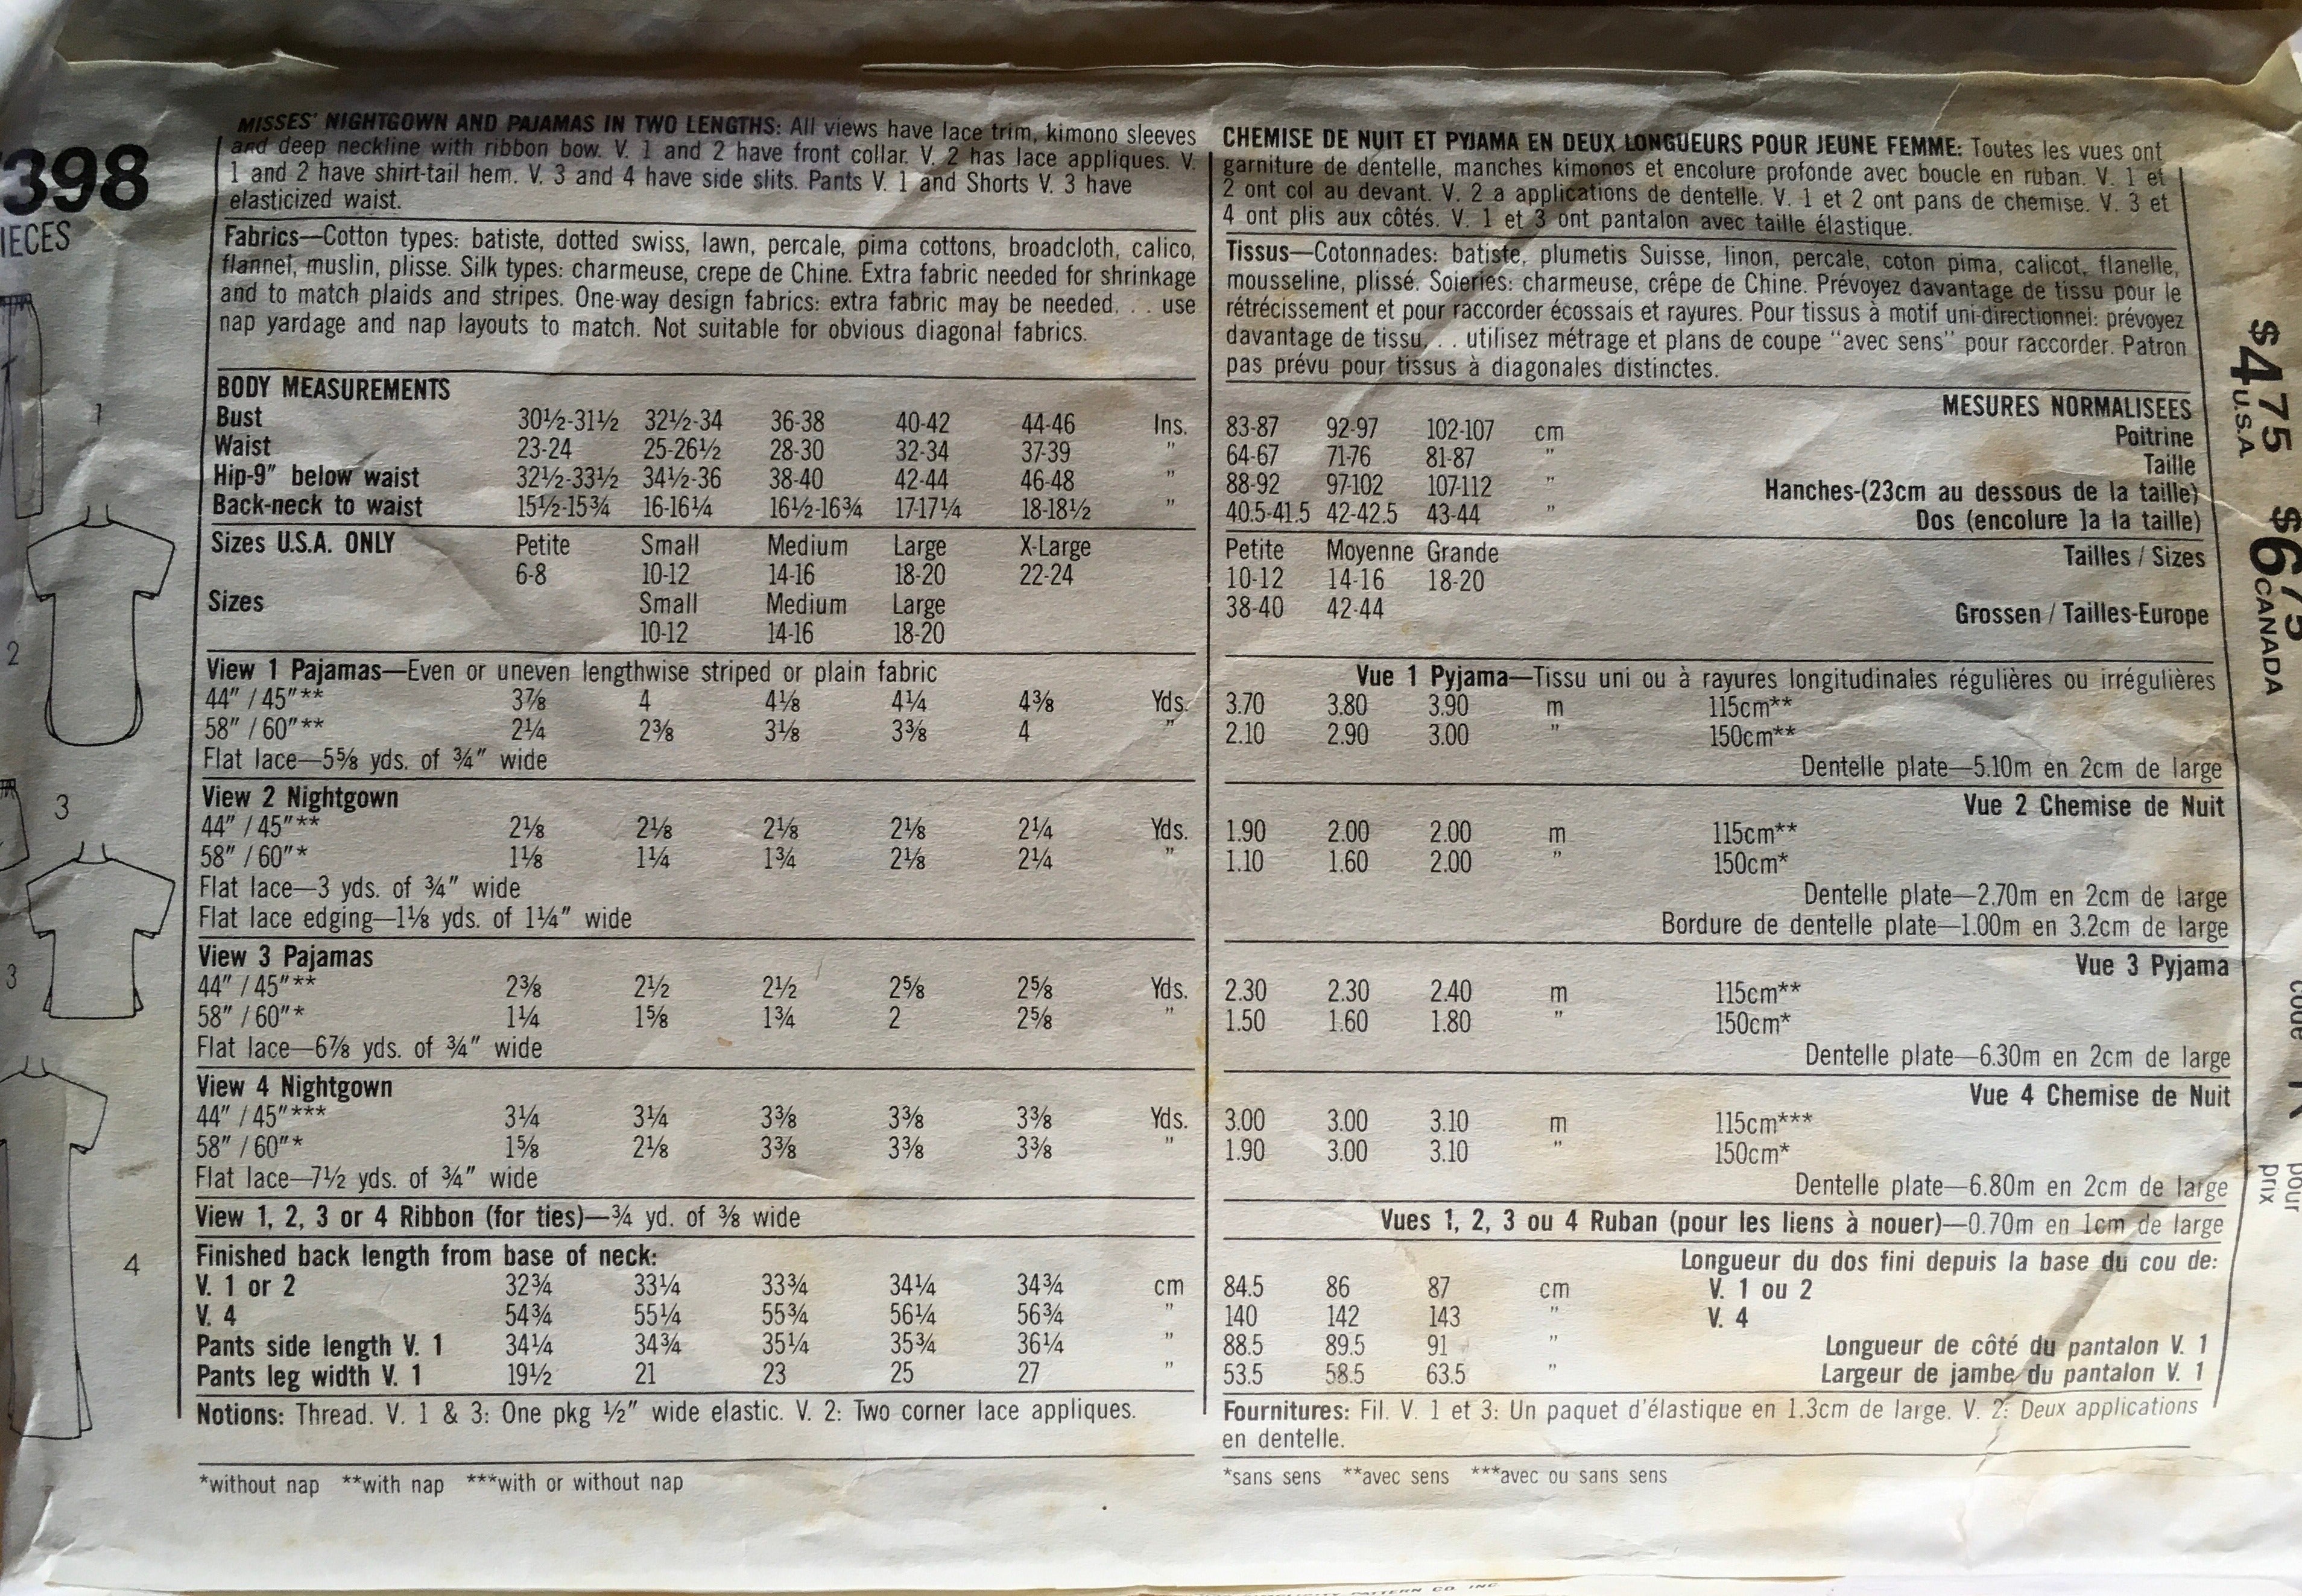 398
IECES
1
2
3
3
4
MISSES' NIGHTGOWN AND PAJAMAS IN TWO LENGTHS: All views have lace trim, kimono sleeves
and deep neckline with ribbon bow. V. 1 and 2 have front collar. V. 2 has lace appliques. V.
1 and 2 have shirt-tail hem. V. 3 and 4 have side slits. Pants V. 1 and Shorts V. 3 have
elasticized waist.
Fabrics—Cotton types: batiste, dotted swiss, lawn, percale, pima cottons, broadcloth, calico,
flannel, muslin, plisse. Silk types: charmeuse, crepe de Chine. Extra fabric needed for shrinkage
and to match plaids and stripes. One-way design fabrics: extra fabric may be needed. . . use
nap yardage and nap layouts to match. Not suitable for obvious diagonal fabrics.
BODY MEASUREMENTS
Bust 30½-31½ 32½-34 36-38 40-42 44-46 Ins.
Waist 23-24 25-26½ 28-30 32-34 37-39 "
Hip-9" below waist 32½-33½ 34½-36 38-40 42-44 46-48 "
Back-neck to waist 15½-15¾ 16-16¼ 16½-16¾ 17-17¼ 18-18½ "
Sizes U.S.A. ONLY Petite Small Medium Large X-Large
6-8 10-12 14-16 18-20 22-24
Sizes Small Medium Large
10-12 14-16 18-20
View 1 Pajamas—Even or uneven lengthwise striped or plain fabric
44" / 45"** 3⅞ 4 4⅛ 4¼ 4⅜ Yds.
58" / 60"** 2¼ 2⅜ 3⅛ 3⅜ 4 "
Flat lace—5⅝ yds. of ¾" wide
View 2 Nightgown
44" / 45"** 2⅛ 2⅛ 2⅛ 2⅛ 2¼ Yds.
58" / 60"* 1⅛ 1¼ 1¾ 2⅛ 2¼ "
Flat lace—3 yds. of ¾" wide
Flat lace edging—1⅛ yds. of 1¼" wide
View 3 Pajamas
44" / 45"** 2⅜ 2½ 2½ 2⅝ 2⅝ Yds.
58" / 60"* 1¼ 1⅝ 1¾ 2 2⅝ "
Flat lace—6⅞ yds. of ¾" wide
View 4 Nightgown
44" / 45"*** 3¼ 3¼ 3⅜ 3⅜ 3⅜ Yds.
58" / 60"* 1⅝ 2⅛ 3⅜ 3⅜ 3⅜ "
Flat lace—7½ yds. of ¾" wide
View 1, 2, 3 or 4 Ribbon (for ties)—¾ yd. of ⅜ wide
Finished back length from base of neck:
V. 1 or 2 32¾ 33¼ 33¾ 34¼ 34¾ cm
V. 4 54¾ 55¼ 55¾ 56¼ 56¾ "
Pants side length V. 1 34¼ 34¾ 35¼ 35¾ 36¼ "
Pants leg width V. 1 19½ 21 23 25 27 "
Notions: Thread. V. 1 & 3: One pkg ½" wide elastic. V. 2: Two corner lace appliques.
*without nap **with nap ***with or without nap
CHEMISE DE NUIT ET PYJAMA EN DEUX LONGUEURS POUR JEUNE FEMME: Toutes les vues ont
garniture de dentelle, manches kimonos et encolure profonde avec boucle en ruban. V. 1 et
2 ont col au devant. V. 2 a applications de dentelle. V. 1 et 2 ont pans de chemise. V. 3 et
4 ont plis aux côtés. V. 1 et 3 ont pantalon avec taille élastique.
Tissus—Cotonnades: batiste, plumetis Suisse, linon, percale, coton pima, calicot, flanelle,
mousseline, plissé. Soieries: charmeuse, crêpe de Chine. Prévoyez davantage de tissu pour le
rétrécissement et pour raccorder écossais et rayures. Pour tissus à motif uni-directionnel: prévoyez
davantage de tissu. . . utilisez métrage et plans de coupe "avec sens" pour raccorder. Patron
pas prévu pour tissus à diagonales distinctes.
MESURES NORMALISEES
83-87 92-97 102-107 cm Poitrine
64-67 71-76 81-87 " Taille
88-92 97-102 107-112 " Hanches-(23cm au dessous de la taille)
40.5-41.5 42-42.5 43-44 " Dos (encolure ]a la taille)
Petite Moyenne Grande Tailles / Sizes
10-12 14-16 18-20
38-40 42-44 Grossen / Tailles-Europe
Vue 1 Pyjama—Tissu uni ou à rayures longitudinales régulières ou irrégulières
3.70 3.80 3.90 m 115cm**
2.10 2.90 3.00 " 150cm**
Dentelle plate—5.10m en 2cm de large
Vue 2 Chemise de Nuit
1.90 2.00 2.00 m 115cm**
1.10 1.60 2.00 " 150cm*
Dentelle plate—2.70m en 2cm de large
Bordure de dentelle plate—1.00m en 3.2cm de large
Vue 3 Pyjama
2.30 2.30 2.40 m 115cm**
1.50 1.60 1.80 " 150cm*
Dentelle plate—6.30m en 2cm de large
Vue 4 Chemise de Nuit
3.00 3.00 3.10 m 115cm***
1.90 3.00 3.10 " 150cm*
Dentelle plate—6.80m en 2cm de large
Vues 1, 2, 3 ou 4 Ruban (pour les liens à nouer)—0.70m en 1cm de large
Longueur du dos fini depuis la base du cou de:
84.5 86 87 cm V. 1 ou 2
140 142 143 " V. 4
88.5 89.5 91 " Longueur de côté du pantalon V. 1
53.5 58.5 63.5 " Largeur de jambe du pantalon V. 1
Fournitures: Fil. V. 1 et 3: Un paquet d'élastique en 1.3cm de large. V. 2: Deux applications
en dentelle.
*sans sens **avec sens ***avec ou sans sens
$475 U.S.A.
$675 CANADA
code
pour
prix
PATTERN CO. INC.